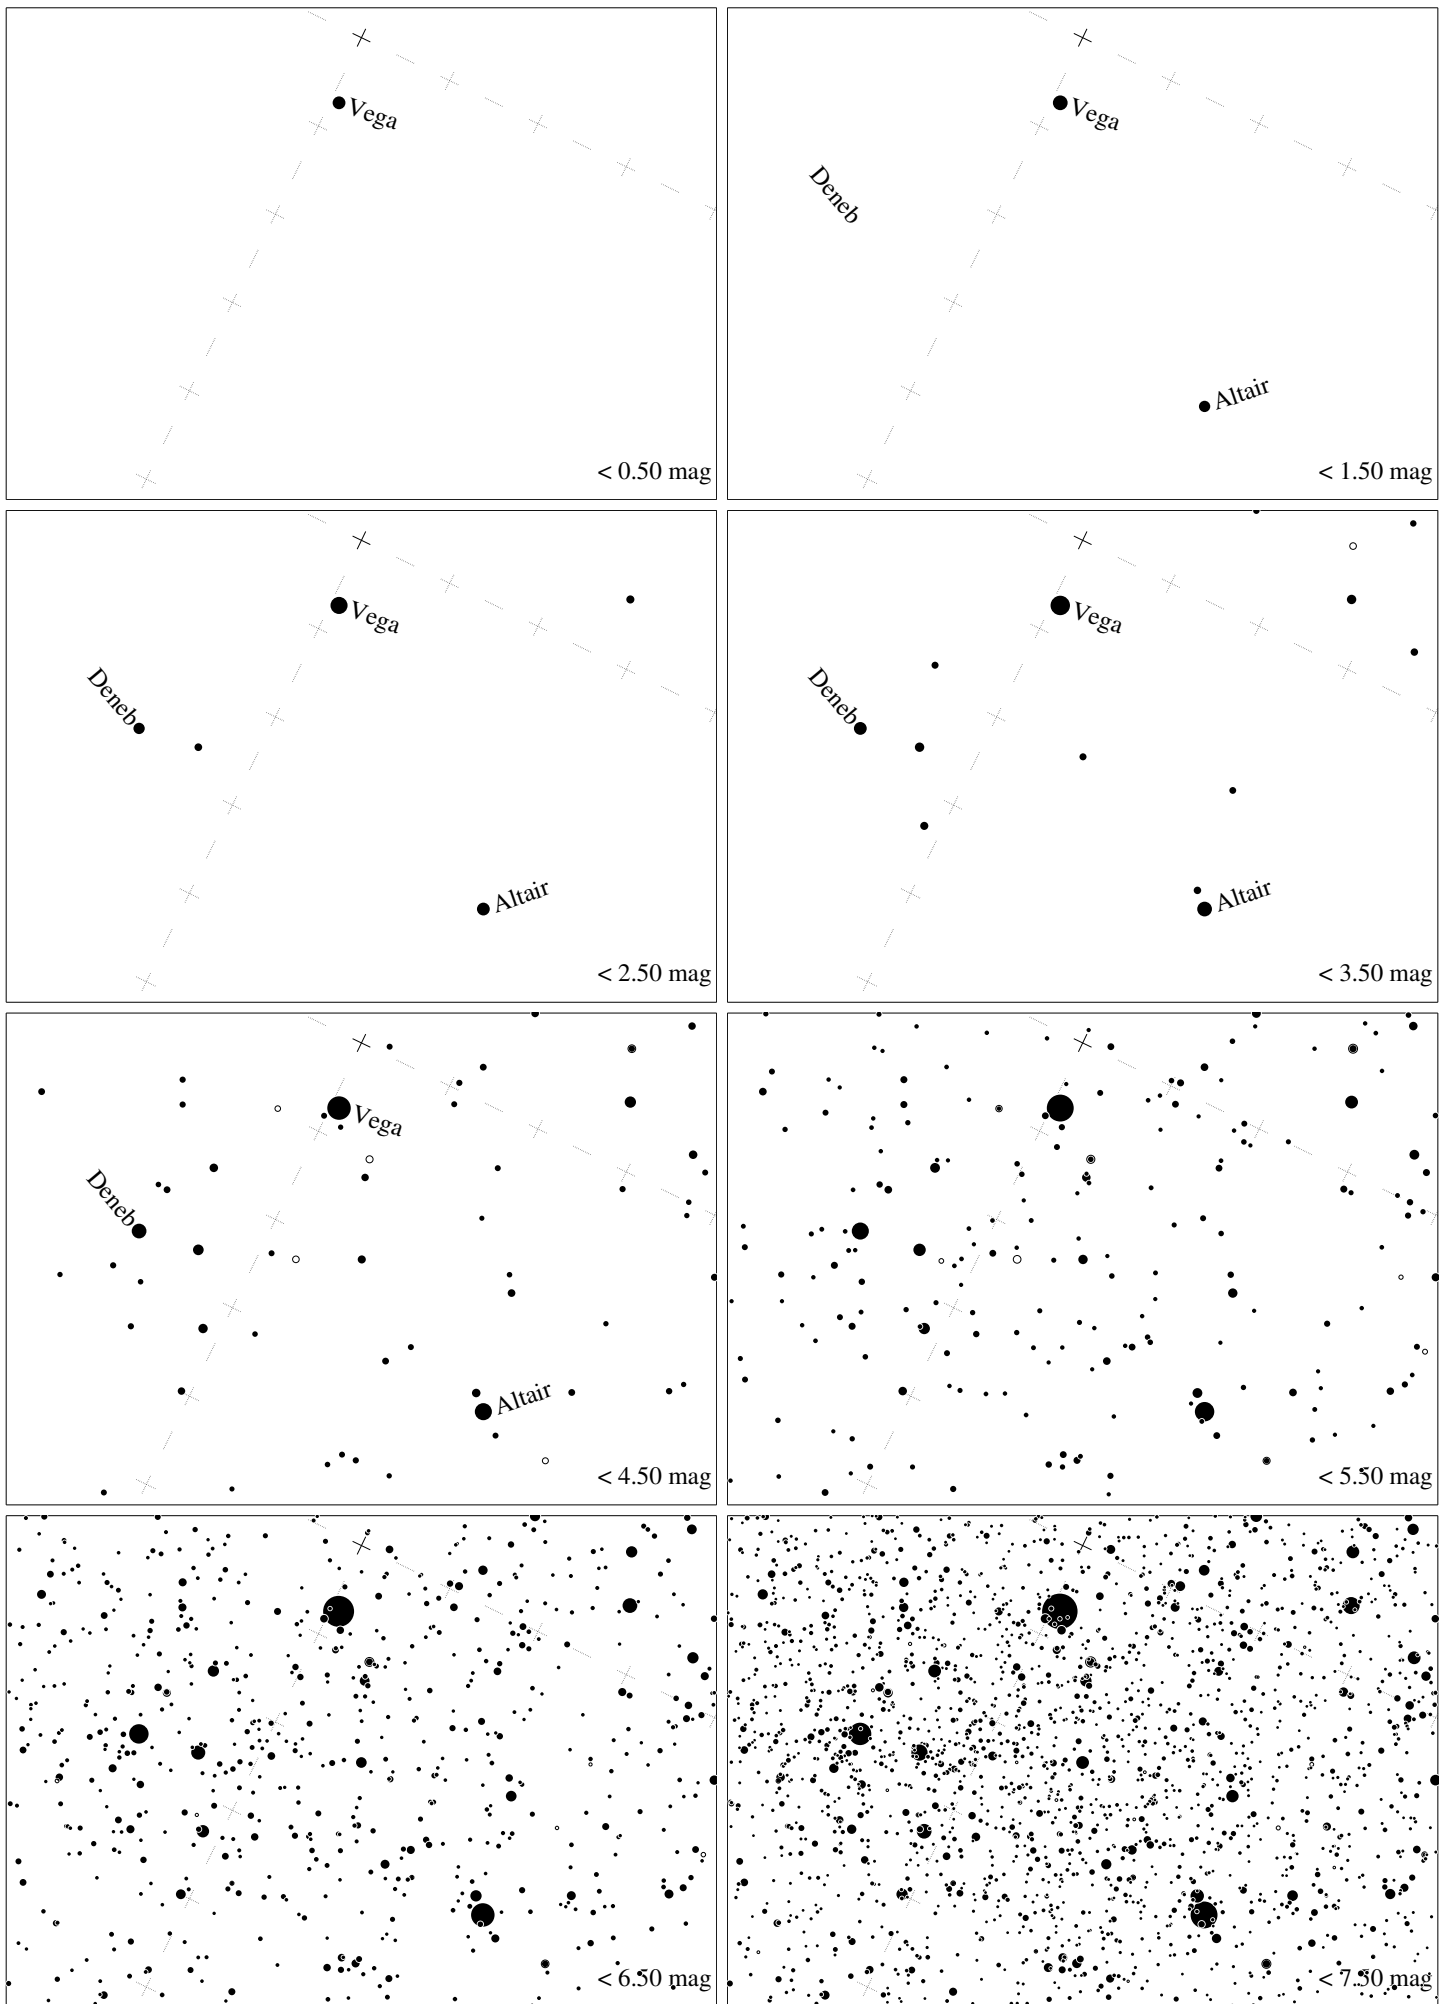 Vega
< 0.50 mag
Vega
Deneb
Altair
< 1.50 mag
Vega
Deneb
Altair
< 2.50 mag
Vega
Deneb
Altair
< 3.50 mag
Vega
Deneb
Altair
< 4.50 mag
< 5.50 mag
< 6.50 mag
< 7.50 mag